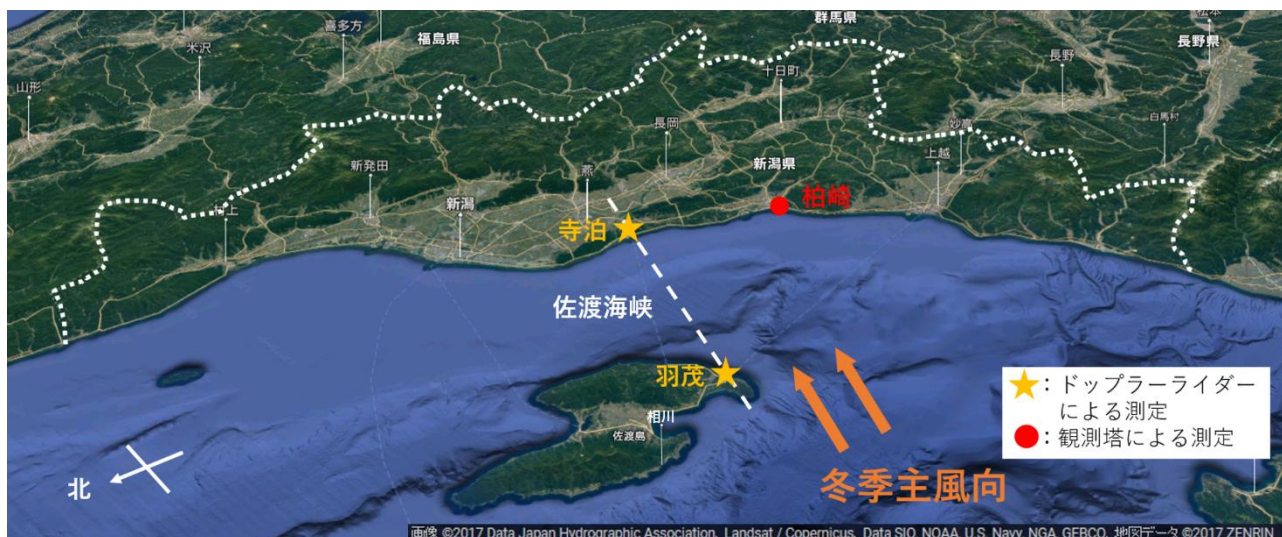 喜多方
米沢
福島県
群馬県
松本
長野県
山形
十日町
長野
白馬村
長岡
妙高
新発田
燕
新潟県
上越
村上
新潟
柏崎
寺泊
佐渡海峡
羽茂
相川
佐渡島
北
冬季主風向
★：ドップラーライダー
による測定
●：観測塔による測定
画像 ©2017 Data Japan Hydrographic Association, Landsat / Copernicus, Data SIO, NOAA, U.S. Navy, NGA, GEBCO, 地図データ ©2017 ZENRIN